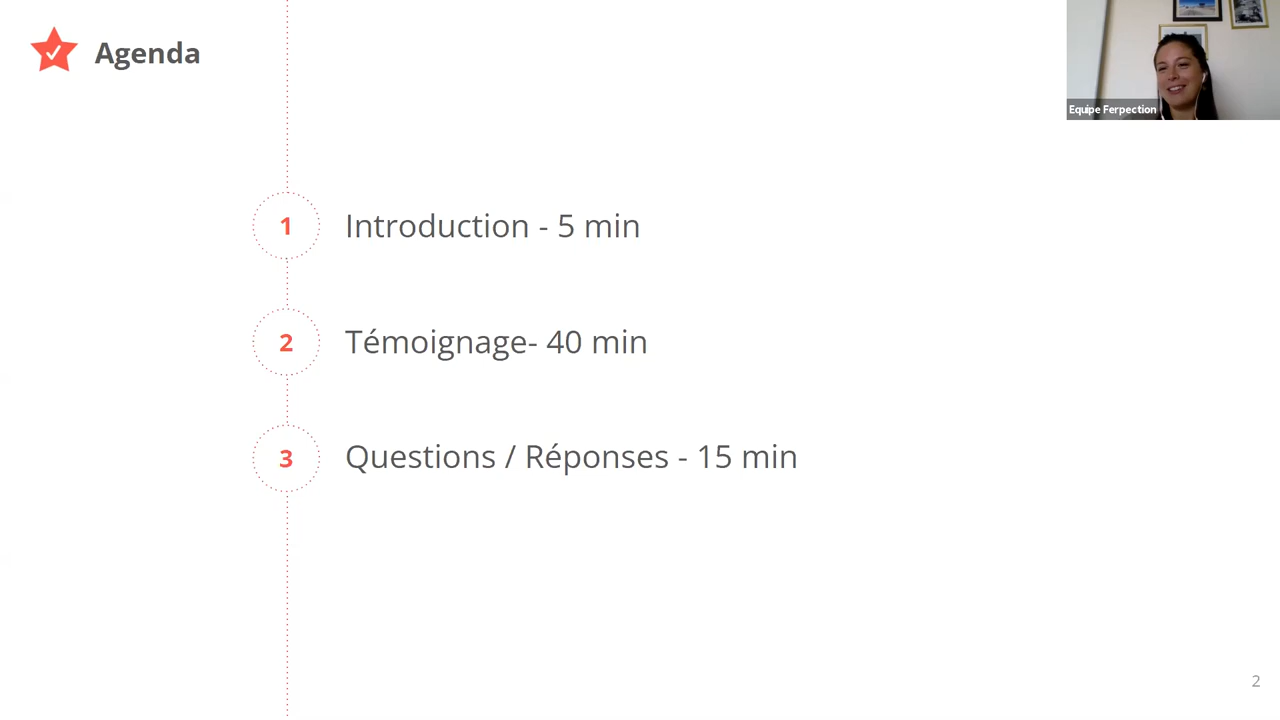 Agenda
Equipe Ferpection
1
Introduction - 5 min
2
Témoignage- 40 min
3
Questions / Réponses - 15 min
2